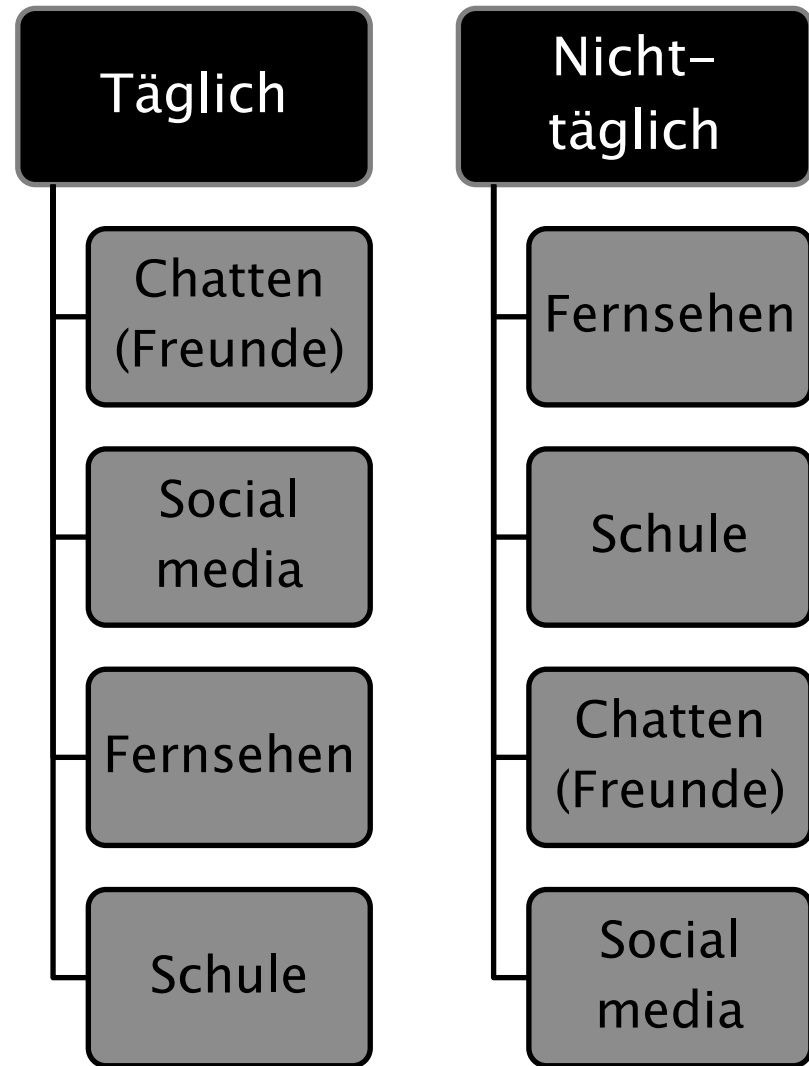 Täglich
Chatten
(Freunde)
Social
media
Fernsehen
Schule
Nicht-
täglich
Fernsehen
Schule
Chatten
(Freunde)
Social
media